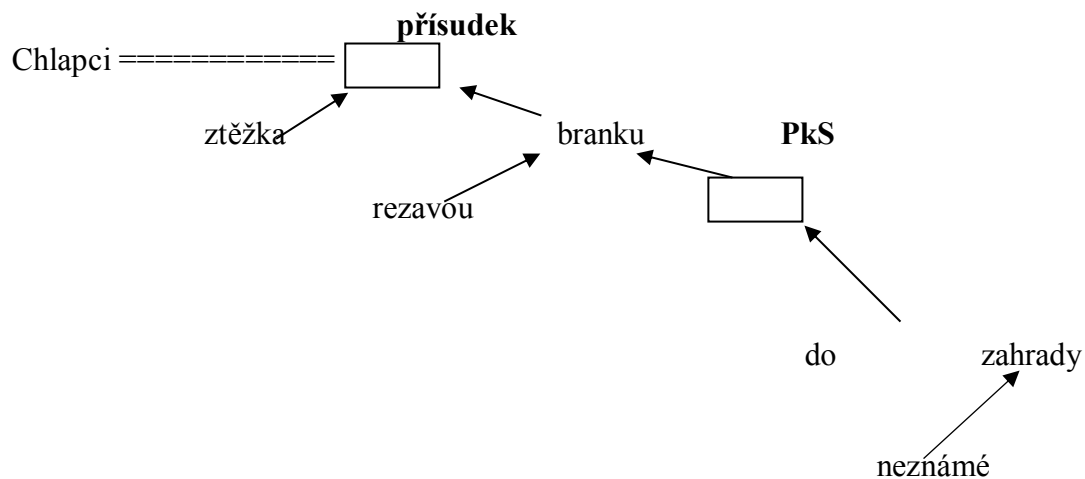 přísudek
Chlapci ============
ztěžka branku PkS
rezavou
do zahrady
neznámé